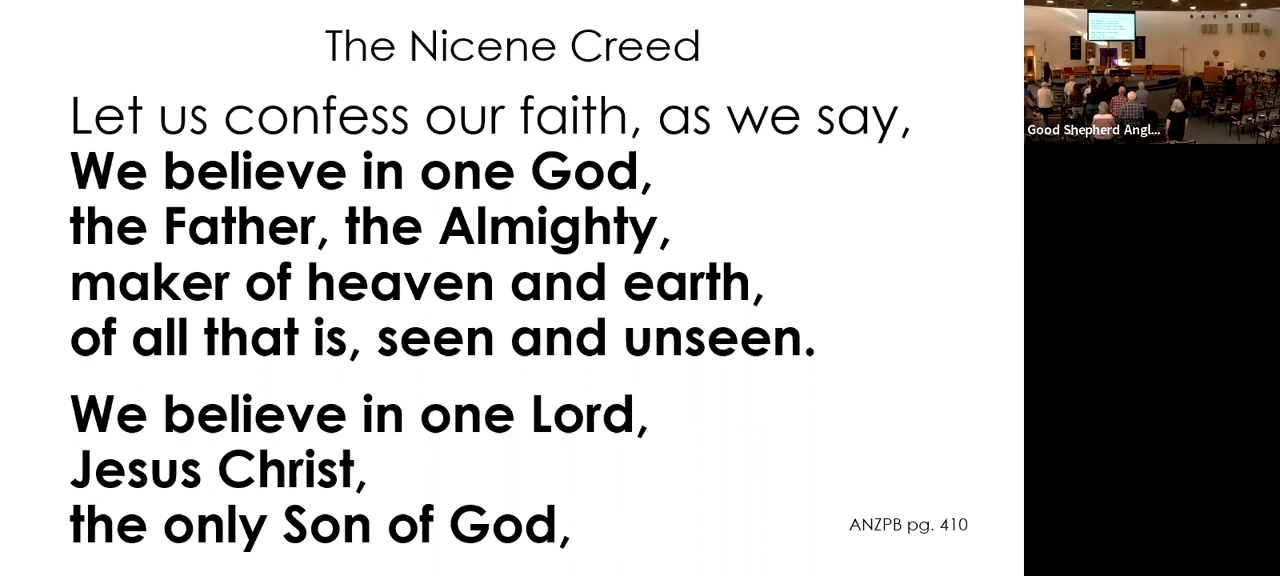 The Nicene Creed
Let us confess our faith, as we say,
We believe in one God,
the Father, the Almighty,
maker of heaven and earth,
of all that is, seen and unseen.
We believe in one Lord,
Jesus Christ,
the only Son of God,
ANZPB pg. 410
Good Shepherd Angl...